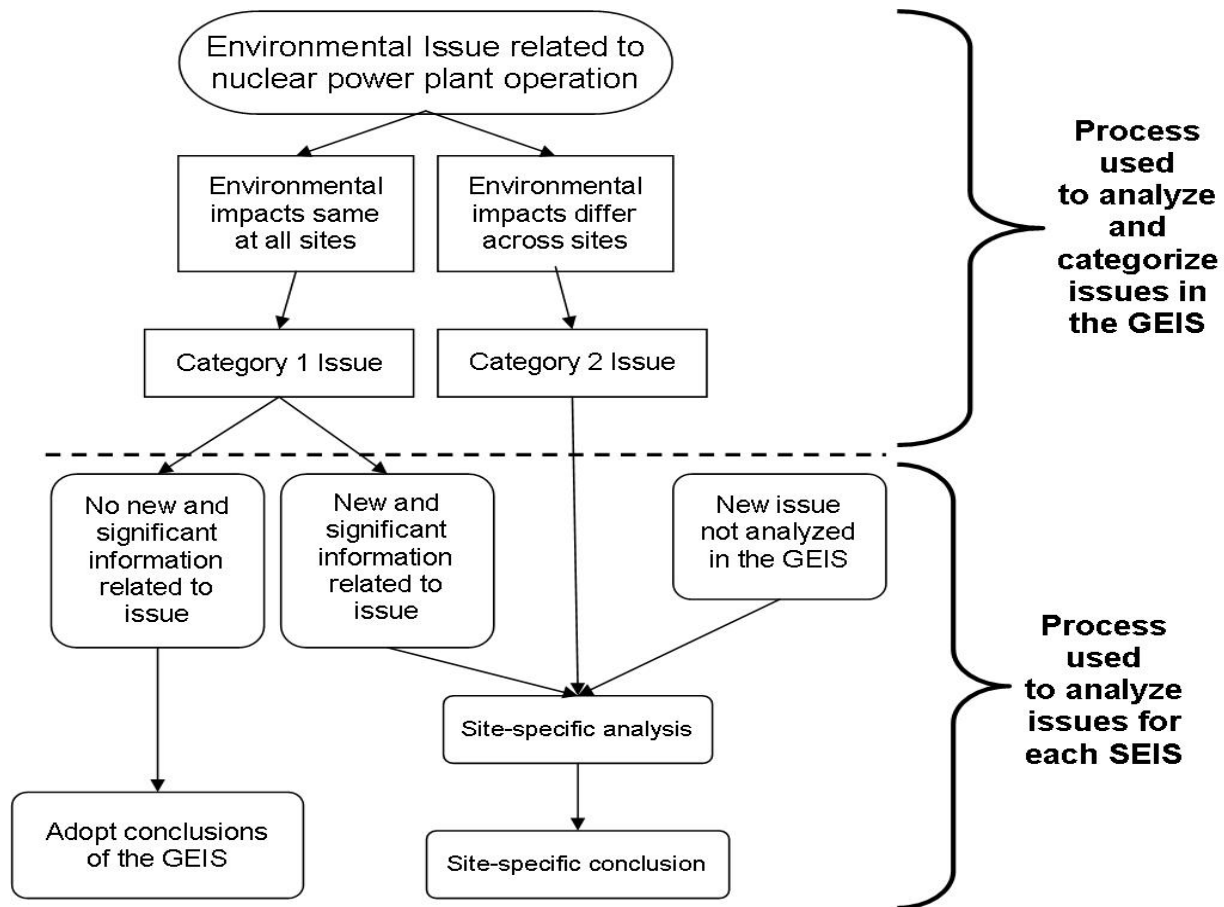 Environmental Issue related to
nuclear power plant operation
Environmental
impacts same
at all sites
Environmental
impacts differ
across sites
Process
used
to analyze
and
categorize
issues in
the GEIS
Category 1 Issue
Category 2 Issue
No new and
significant
information
related to
issue
New and
significant
information
related to
issue
New issue
not analyzed
in the GEIS
Process
used
to analyze
issues for
each SEIS
Site-specific analysis
Adopt conclusions
of the GEIS
Site-specific conclusion